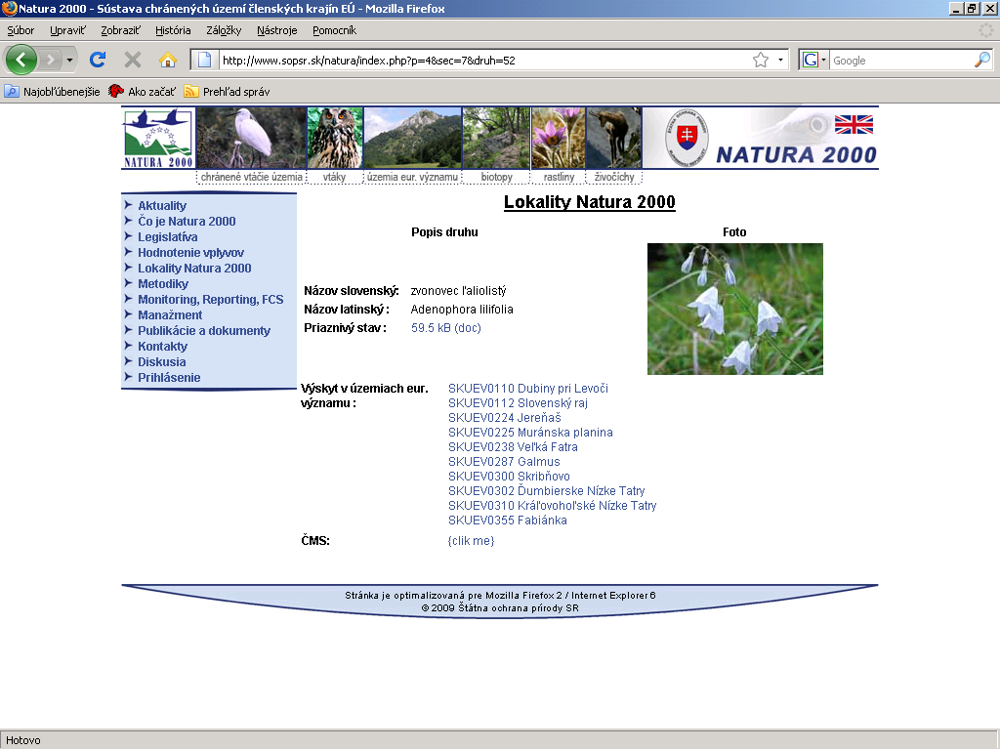 Natura 2000 - Sústava chránených území členských krajín EÚ - Mozilla Firefox
Súbor Upraviť Zobraziť História Záložky Nástroje Pomocník
http://www.sopsr.sk/natura/index.php?p=4&sec=7&druh=52
G Google
Najobľúbenejšie Ako začať Prehľad správ
NATURA 2000
NATURA 2000
chránené vtáčie územia vtáky územia eur. významu biotopy rastliny živočíchy
Aktuality
Čo je Natura 2000
Legislatíva
Hodnotenie vplyvov
Lokality Natura 2000
Metodiky
Monitoring, Reporting, FCS
Manažment
Publikácie a dokumenty
Kontakty
Diskusia
Prihlásenie
Lokality Natura 2000
Popis druhu Foto
Názov slovenský: zvonovec ľaliolistý
Názov latinský : Adenophora lilifolia
Priaznivý stav : 59.5 kB (doc)
Výskyt v územiach eur. významu :
SKUEV0110 Dubiny pri Levoči
SKUEV0112 Slovenský raj
SKUEV0224 Jereňaš
SKUEV0225 Muránska planina
SKUEV0238 Veľká Fatra
SKUEV0287 Galmus
SKUEV0300 Skribňovo
SKUEV0302 Ďumbierske Nízke Tatry
SKUEV0310 Kráľovohoľské Nízke Tatry
SKUEV0355 Fabiánka
ČMS: {clik me}
Stránka je optimalizovaná pre Mozilla Firefox 2 / Internet Explorer 6
© 2009 Štátna ochrana prírody SR
Hotovo